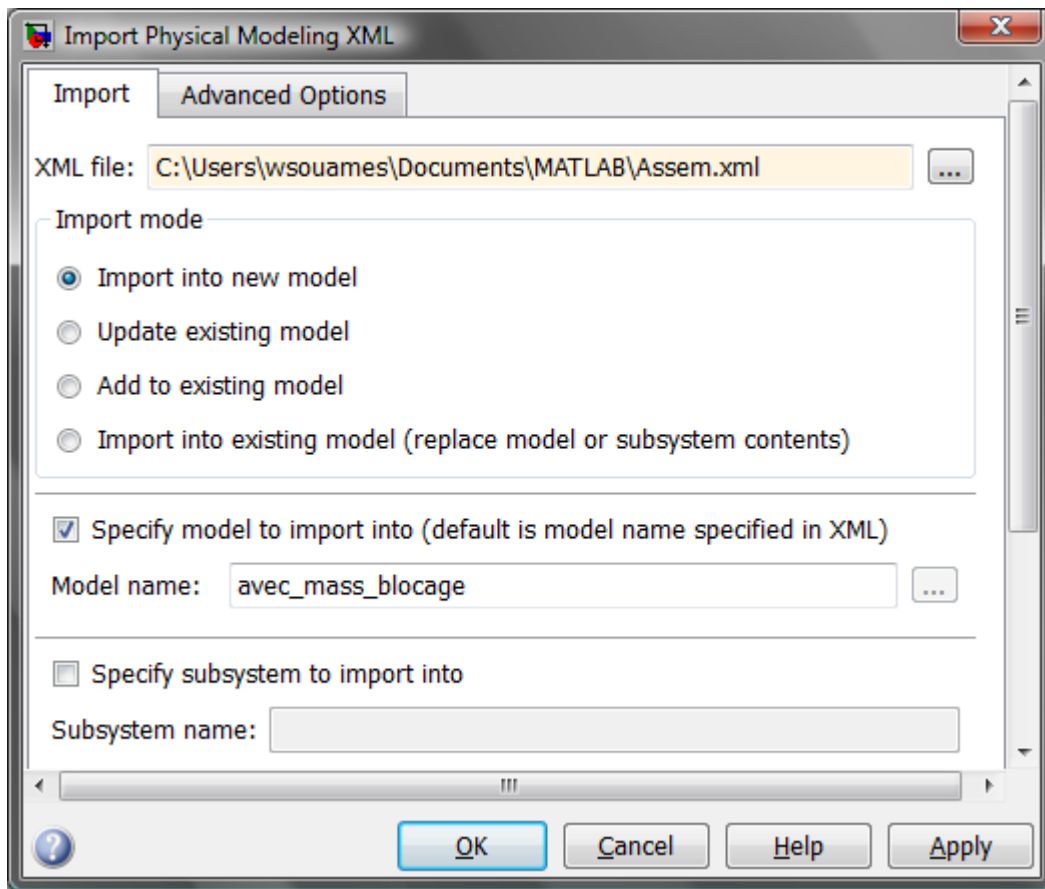 Import Physical Modeling XML
Import
Advanced Options
XML file: C:\Users\wsouames\Documents\MATLAB\Assem.xml ...
Import mode
Import into new model
Update existing model
Add to existing model
Import into existing model (replace model or subsystem contents)
Specify model to import into (default is model name specified in XML)
Model name: avec_mass_blocage ...
Specify subsystem to import into
Subsystem name:
? OK Cancel Help Apply